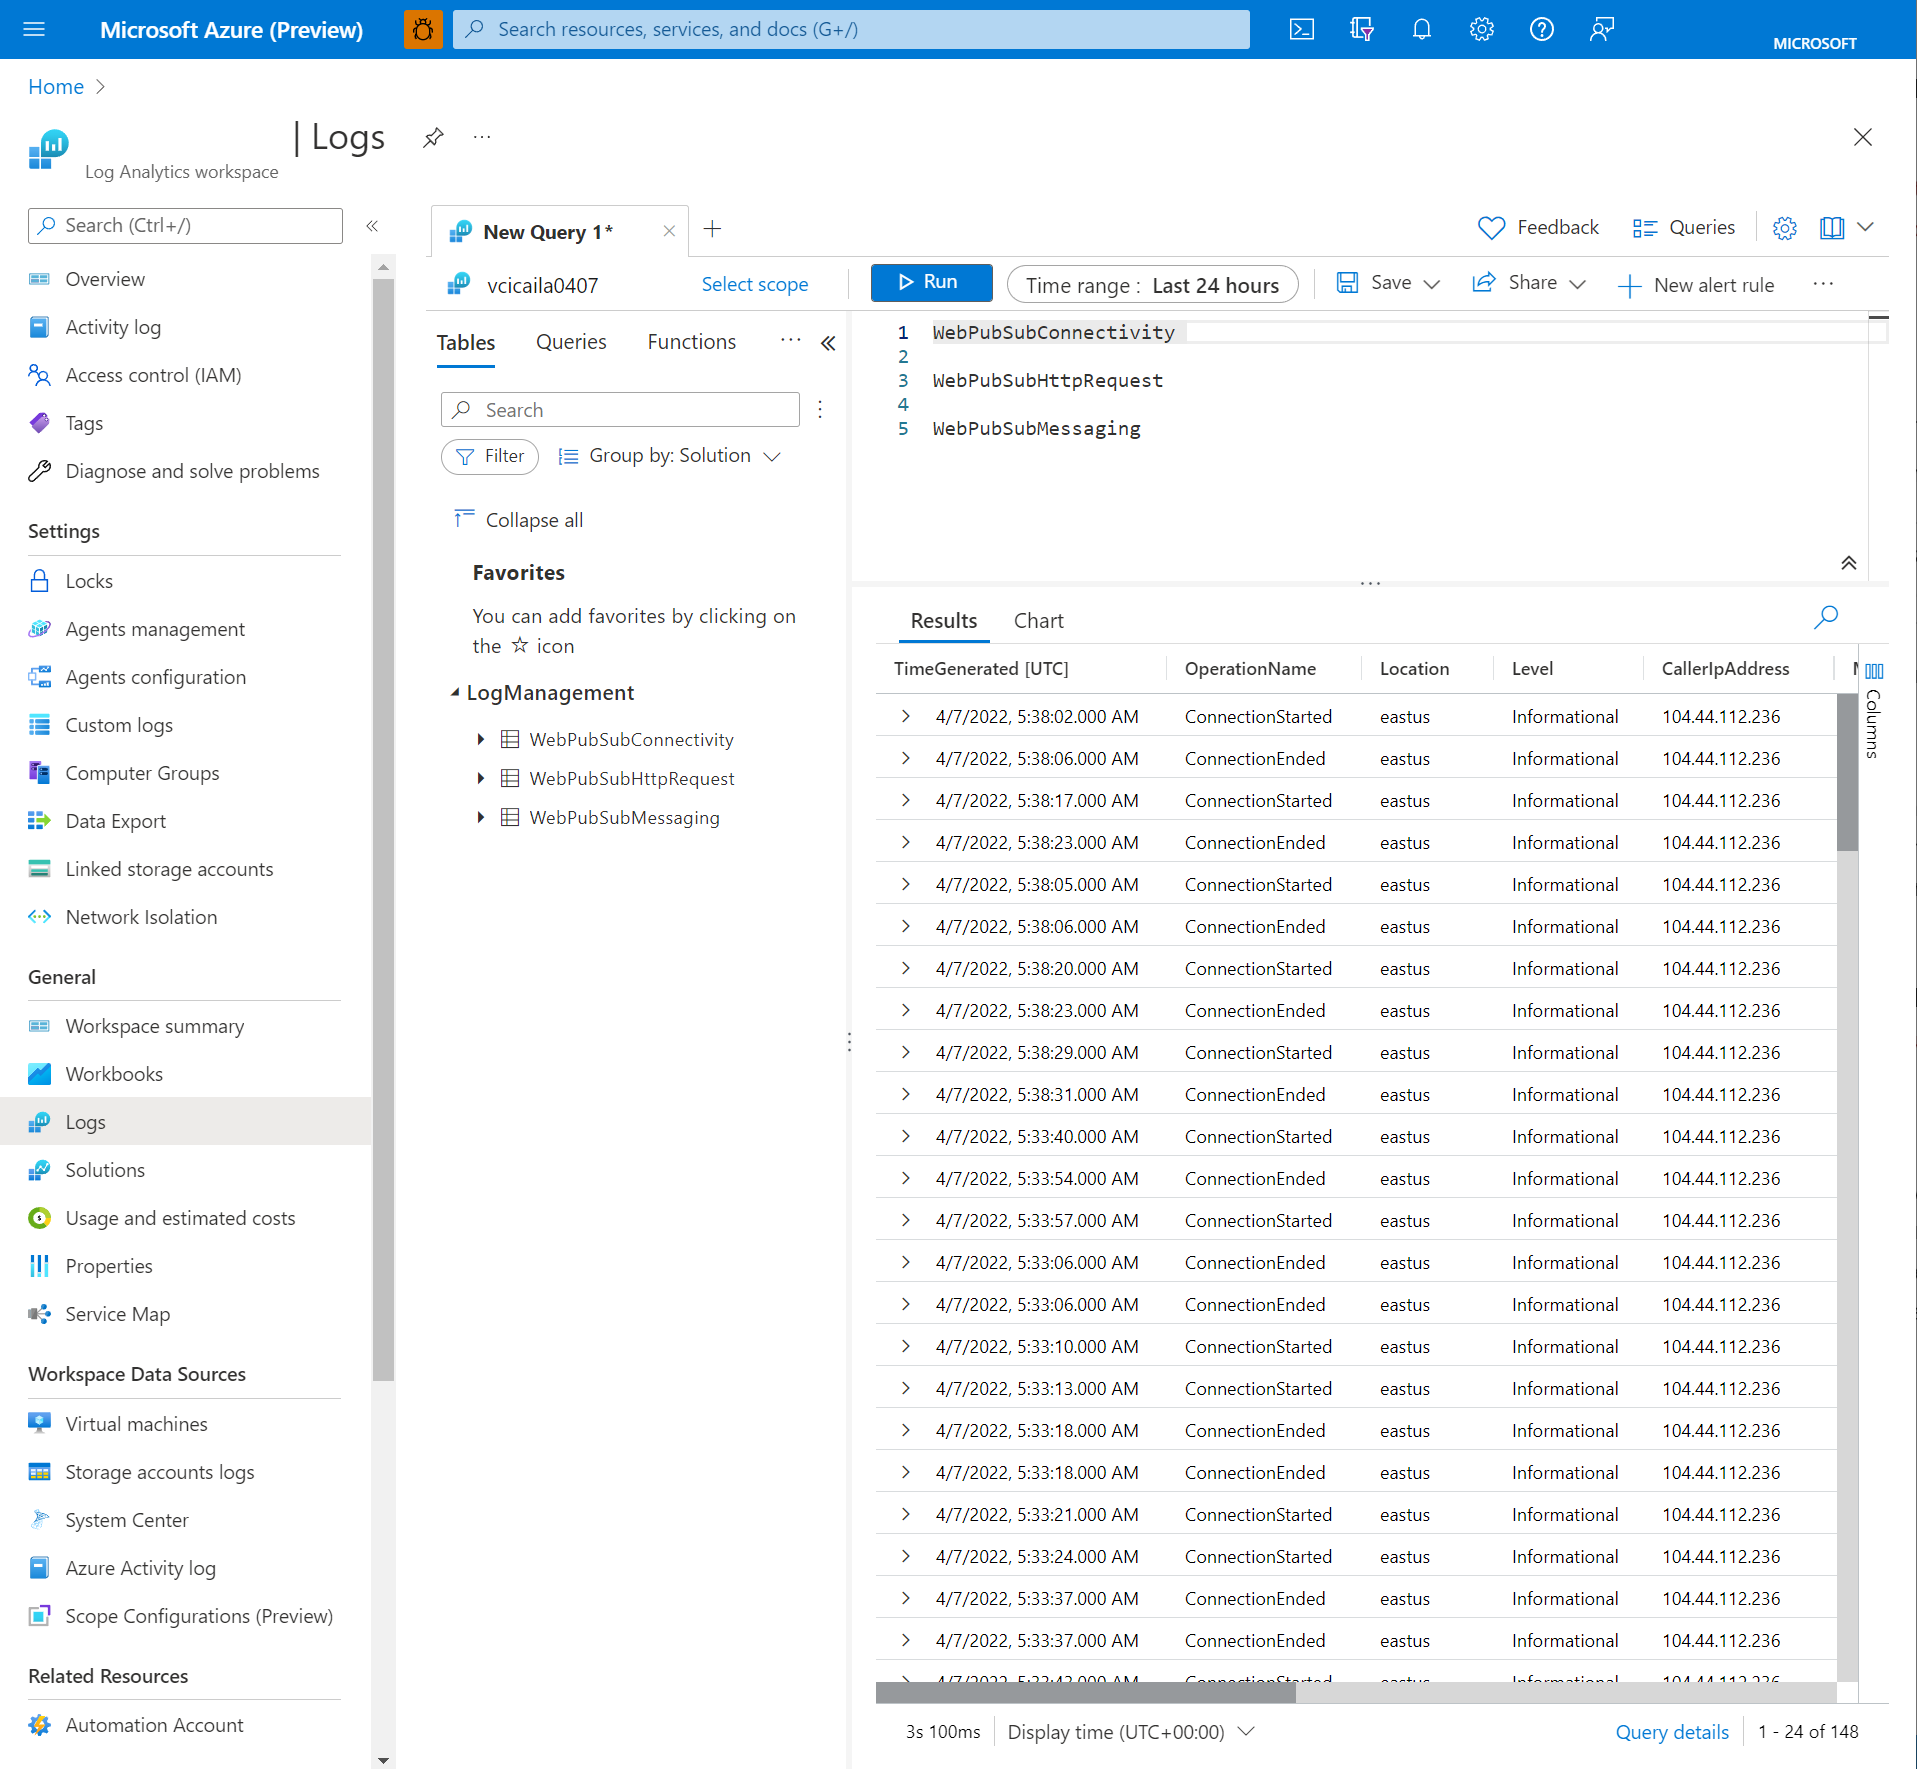 Microsoft Azure (Preview)
Search resources, services, and docs (G+/)
MICROSOFT
Home
| Logs
Log Analytics workspace
Search (Ctrl+/)
Overview
Activity log
Access control (IAM)
Tags
Diagnose and solve problems
Settings
Locks
Agents management
Agents configuration
Custom logs
Computer Groups
Data Export
Linked storage accounts
Network Isolation
General
Workspace summary
Workbooks
Logs
Solutions
Usage and estimated costs
Properties
Service Map
Workspace Data Sources
Virtual machines
Storage accounts logs
System Center
Azure Activity log
Scope Configurations (Preview)
Related Resources
Automation Account
New Query 1*
Feedback
Queries
vcicaila0407
Select scope
Run
Time range : Last 24 hours
Save
Share
New alert rule
Tables
Queries
Functions
Search
Filter
Group by: Solution
Collapse all
Favorites
You can add favorites by clicking on
the ☆ icon
LogManagement
WebPubSubConnectivity
WebPubSubHttpRequest
WebPubSubMessaging
1 WebPubSubConnectivity
2
3 WebPubSubHttpRequest
4
5 WebPubSubMessaging
Results
Chart
TimeGenerated [UTC] OperationName Location Level CallerIpAddress
Columns
4/7/2022, 5:38:02.000 AM ConnectionStarted eastus Informational 104.44.112.236
4/7/2022, 5:38:06.000 AM ConnectionEnded eastus Informational 104.44.112.236
4/7/2022, 5:38:17.000 AM ConnectionStarted eastus Informational 104.44.112.236
4/7/2022, 5:38:23.000 AM ConnectionEnded eastus Informational 104.44.112.236
4/7/2022, 5:38:05.000 AM ConnectionStarted eastus Informational 104.44.112.236
4/7/2022, 5:38:06.000 AM ConnectionEnded eastus Informational 104.44.112.236
4/7/2022, 5:38:20.000 AM ConnectionStarted eastus Informational 104.44.112.236
4/7/2022, 5:38:23.000 AM ConnectionEnded eastus Informational 104.44.112.236
4/7/2022, 5:38:29.000 AM ConnectionStarted eastus Informational 104.44.112.236
4/7/2022, 5:38:31.000 AM ConnectionEnded eastus Informational 104.44.112.236
4/7/2022, 5:33:40.000 AM ConnectionStarted eastus Informational 104.44.112.236
4/7/2022, 5:33:54.000 AM ConnectionEnded eastus Informational 104.44.112.236
4/7/2022, 5:33:57.000 AM ConnectionStarted eastus Informational 104.44.112.236
4/7/2022, 5:33:06.000 AM ConnectionEnded eastus Informational 104.44.112.236
4/7/2022, 5:33:06.000 AM ConnectionEnded eastus Informational 104.44.112.236
4/7/2022, 5:33:10.000 AM ConnectionStarted eastus Informational 104.44.112.236
4/7/2022, 5:33:13.000 AM ConnectionStarted eastus Informational 104.44.112.236
4/7/2022, 5:33:18.000 AM ConnectionEnded eastus Informational 104.44.112.236
4/7/2022, 5:33:18.000 AM ConnectionEnded eastus Informational 104.44.112.236
4/7/2022, 5:33:21.000 AM ConnectionStarted eastus Informational 104.44.112.236
4/7/2022, 5:33:24.000 AM ConnectionStarted eastus Informational 104.44.112.236
4/7/2022, 5:33:37.000 AM ConnectionEnded eastus Informational 104.44.112.236
4/7/2022, 5:33:37.000 AM ConnectionEnded eastus Informational 104.44.112.236
4/7/2022, 5:33:43.000 AM ConnectionStarted eastus Informational 104.44.112.236
3s 100ms
Display time (UTC+00:00)
Query details
1 - 24 of 148